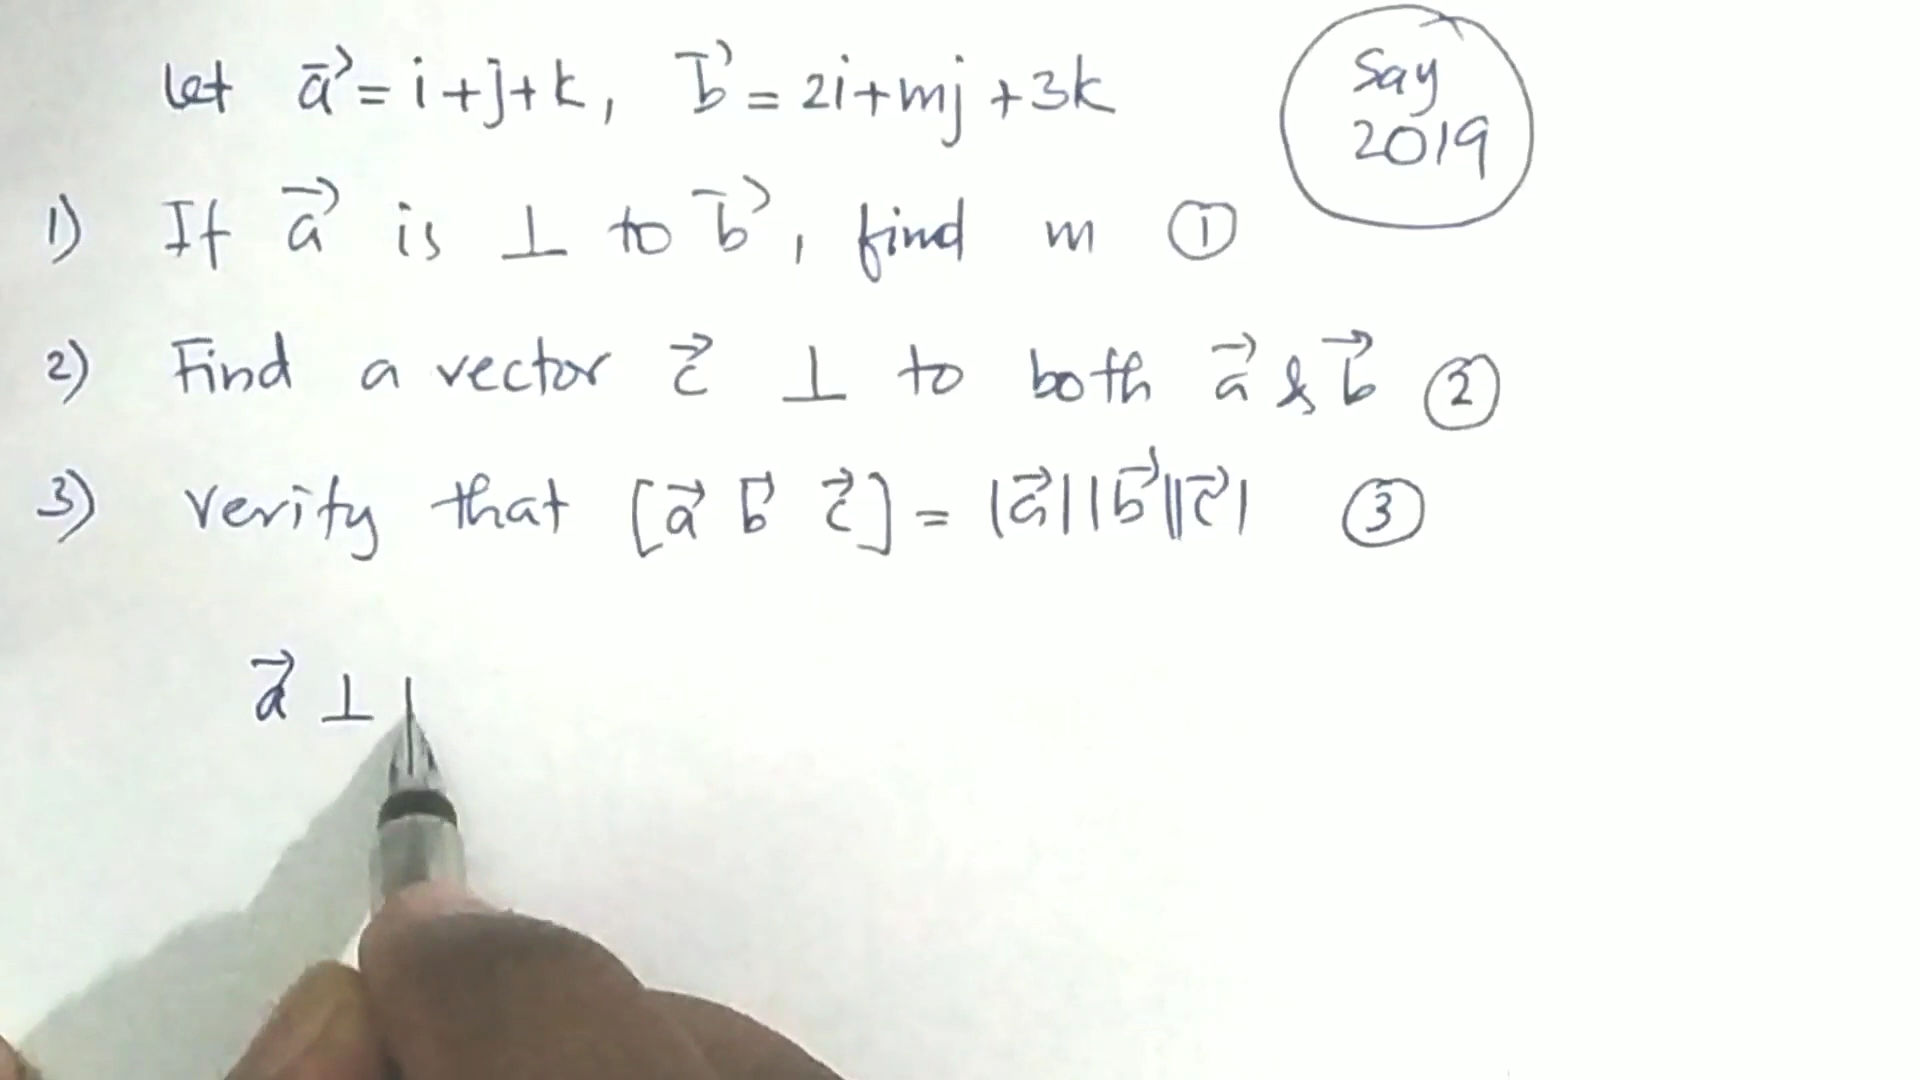 Let a⃗ = i + j + k, b⃗ = 2i + mj + 3k
Say
2019
1) If a⃗ is ⊥ to b⃗, find m ①
2) Find a vector c⃗ ⊥ to both a⃗ & b⃗ ②
3) verify that [a⃗ b⃗ c⃗] = |a⃗||b⃗||c⃗| ③
a⃗ ⊥